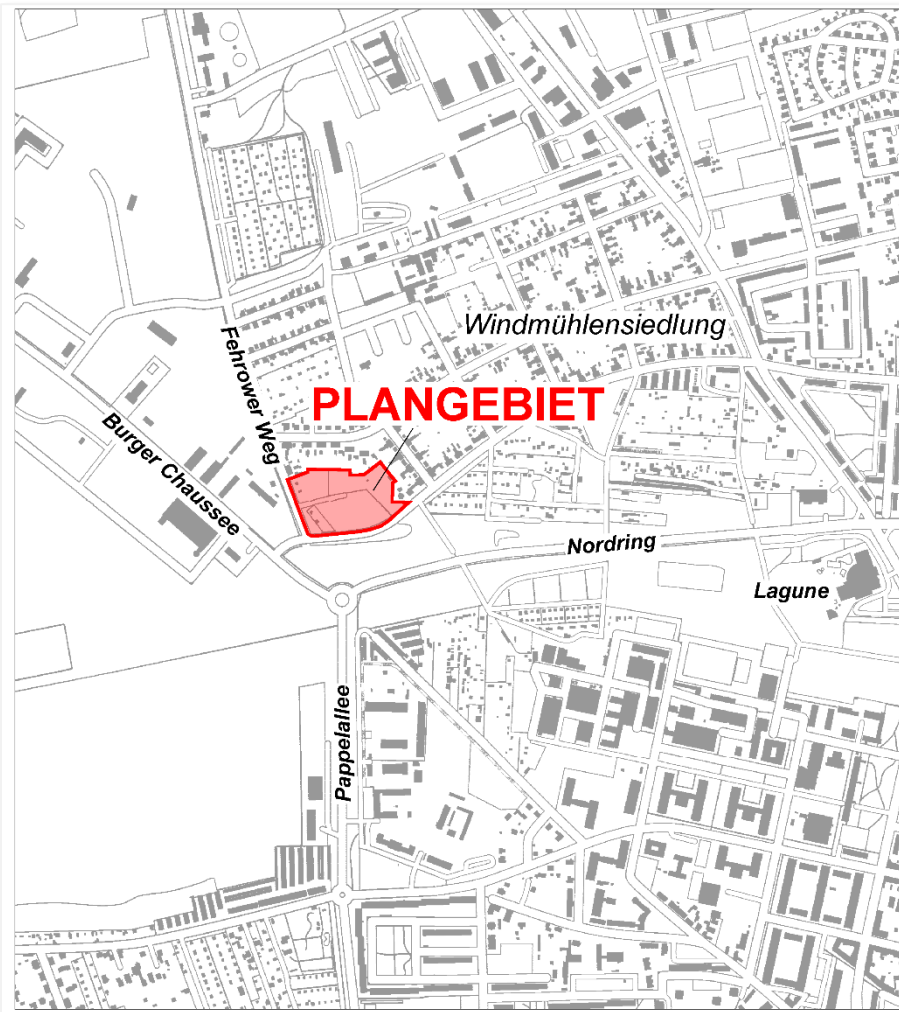 Windmühlensiedlung
Fehrower Weg
PLANGEBIET
Burger Chaussee
Nordring
Lagune
Pappelallee